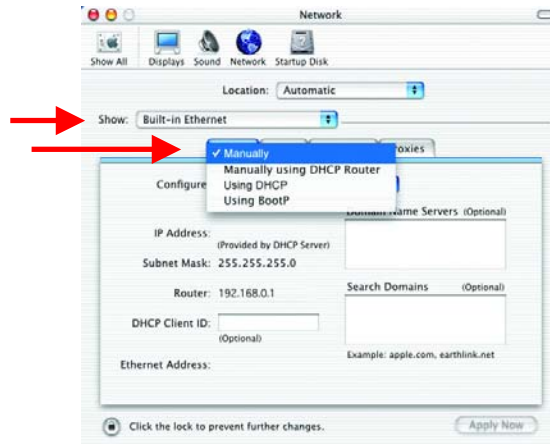 Network
Show All Displays Sound Network Startup Disk
Location: Automatic
Show: Built-in Ethernet
✓ Manually
Manually using DHCP Router
Using DHCP
Using BootP
oxies
Configure
Domain Name Servers (Optional)
IP Address:
(Provided by DHCP Server)
Subnet Mask: 255.255.255.0
Router: 192.168.0.1
Search Domains (Optional)
DHCP Client ID:
(Optional)
Example: apple.com, earthlink.net
Ethernet Address:
Click the lock to prevent further changes.
Apply Now